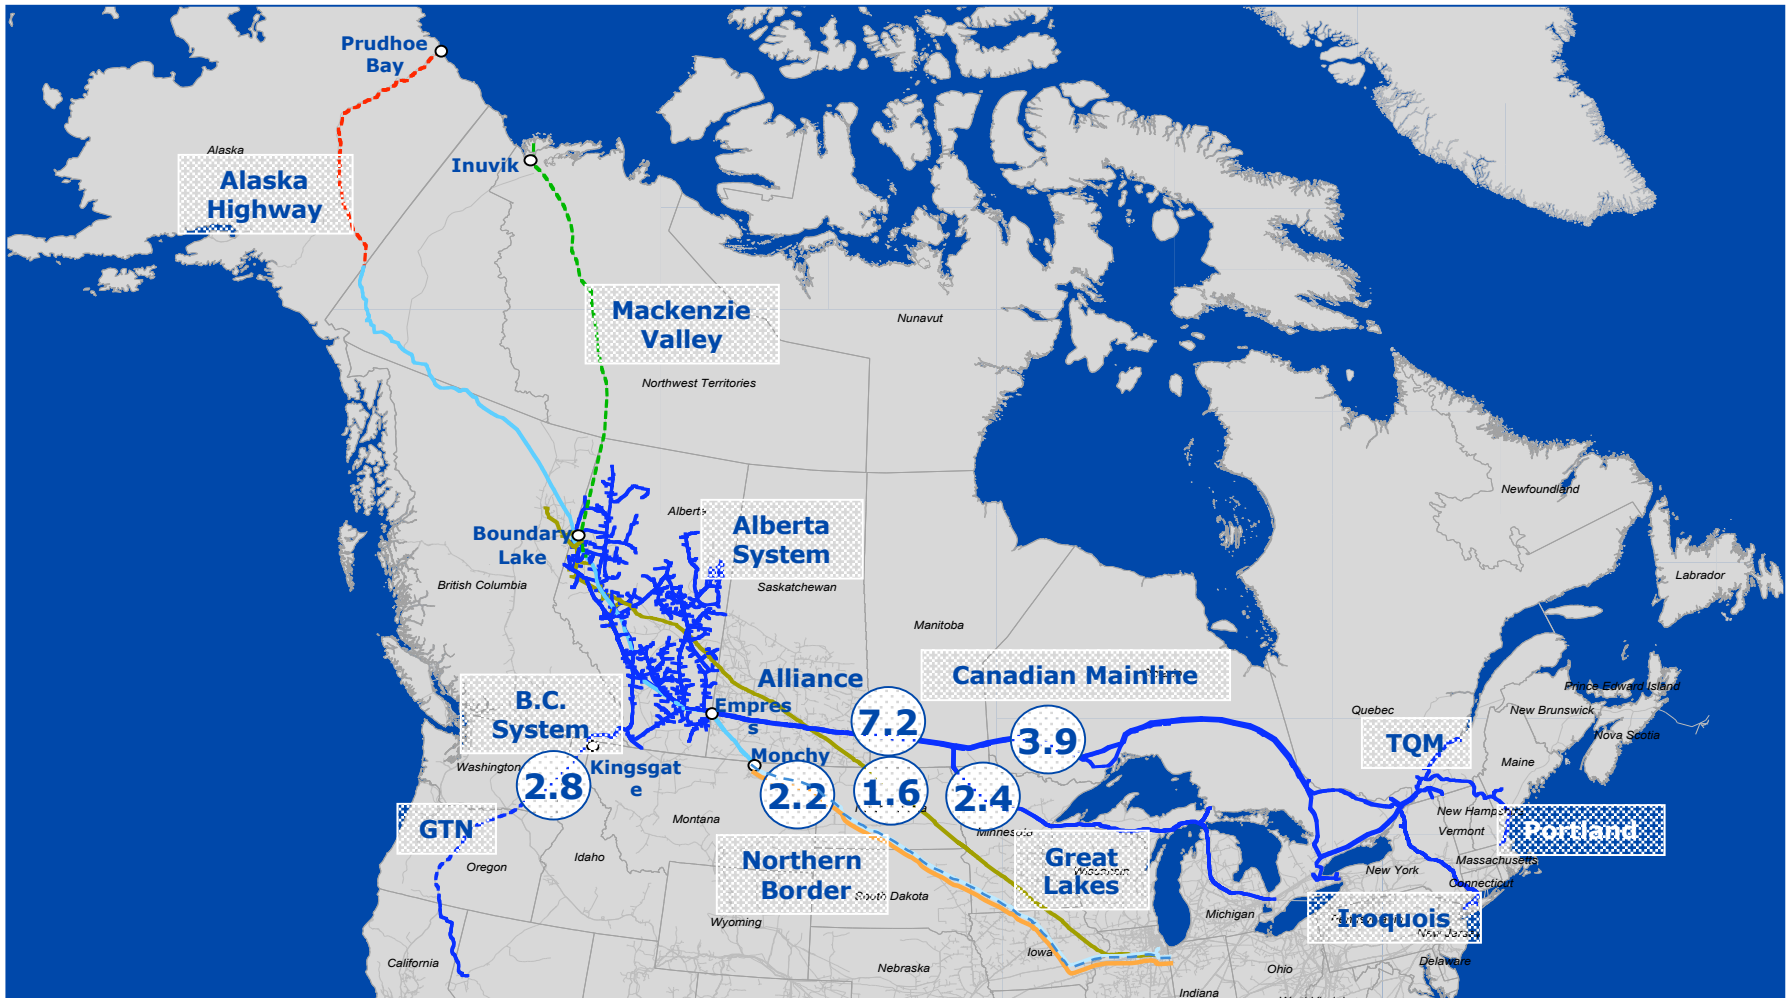 Prudhoe
Bay
Alaska
Alaska
Highway
Inuvik
Mackenzie
Valley
Nunavut
Northwest Territories
Newfoundland
Alberta
Alberta
System
Boundary
Lake
British Columbia
Saskatchewan
Labrador
Manitoba
Canadian Mainline
Alliance
B.C.
System
Empres
s
Prince Edward Island
New Brunswick
Quebec
Nova Scotia
7.2
3.9
TQM
Monchy
Maine
Washington
Kingsgat
e
2.8
2.2
1.6
2.4
New Hampshire
Vermont
Portland
Montana
Minnesota
GTN
Idaho
Oregon
Northern
Border
Great
Lakes
Wisconsin
Massachusetts
New York
Connecticut
South Dakota
Wyoming
Michigan
Iroquois
Pennsylvania
New Jersey
Iowa
California
Nebraska
Ohio
Delaware
Indiana